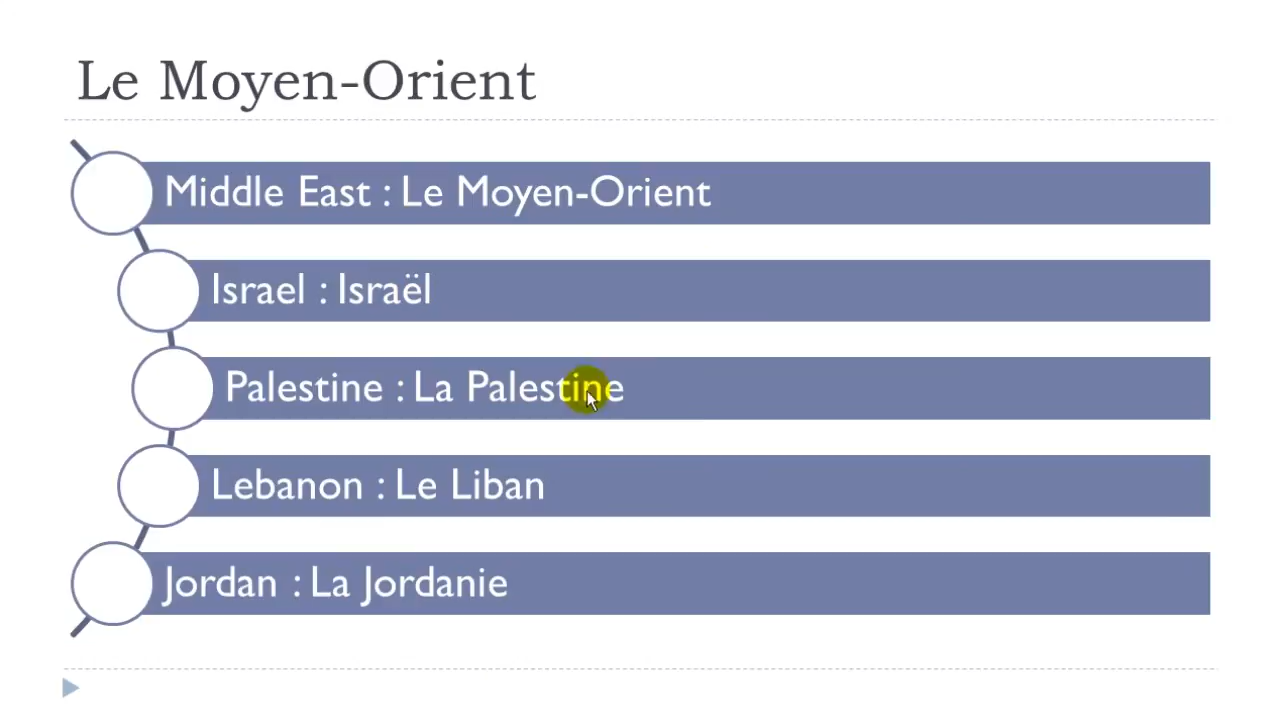 Le Moyen-Orient
Middle East : Le Moyen-Orient
Israel : Israël
Palestine : La Palestine
Lebanon : Le Liban
Jordan : La Jordanie